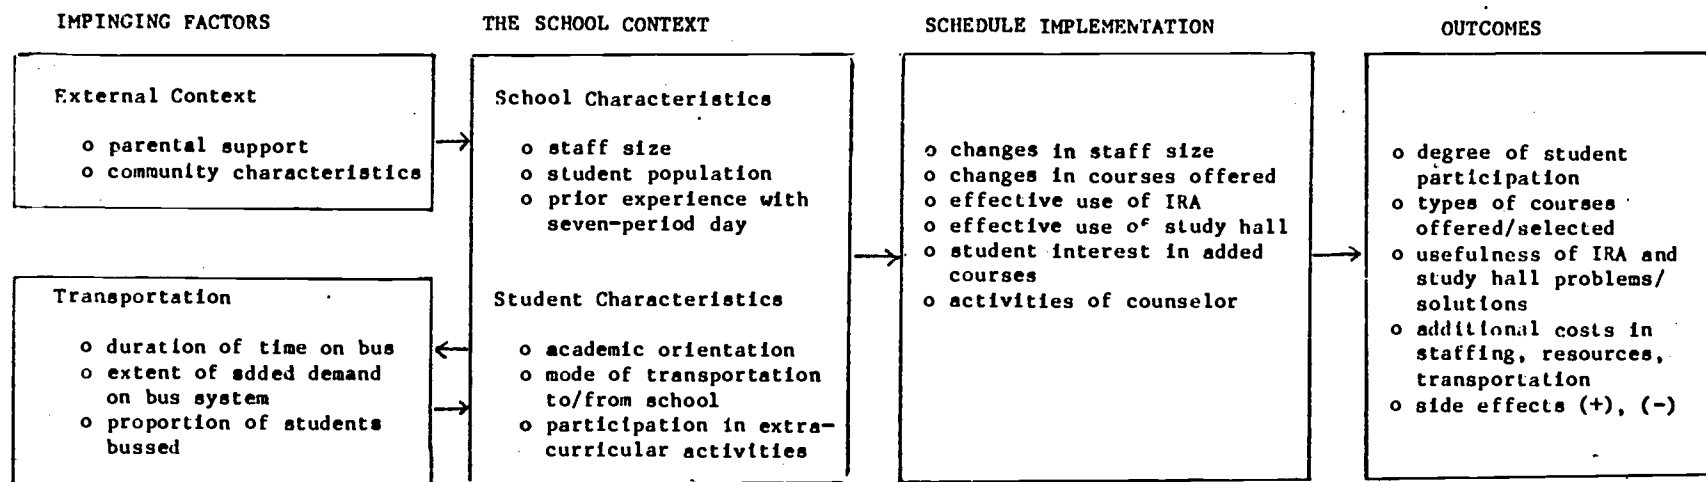 IMPINGING FACTORS
External Context
o parental support
o community characteristics
Transportation
o duration of time on bus
o extent of added demand
on bus system
o proportion of students
bussed
THE SCHOOL CONTEXT
School Characteristics
o staff size
o student population
o prior experience with
seven-period day
Student Characteristics
o academic orientation
o mode of transportation
to/from school
o participation in extra-
curricular activities
SCHEDULE IMPLEMENTATION
o changes in staff size
o changes in courses offered
o effective use of IRA
o effective use of study hall
o student interest in added
courses
o activities of counselor
OUTCOMES
o degree of student
participation
o types of courses
offered/selected
o usefulness of IRA and
study hall problems/
solutions
o additional costs in
staffing, resources,
transportation
o side effects (+), (-)